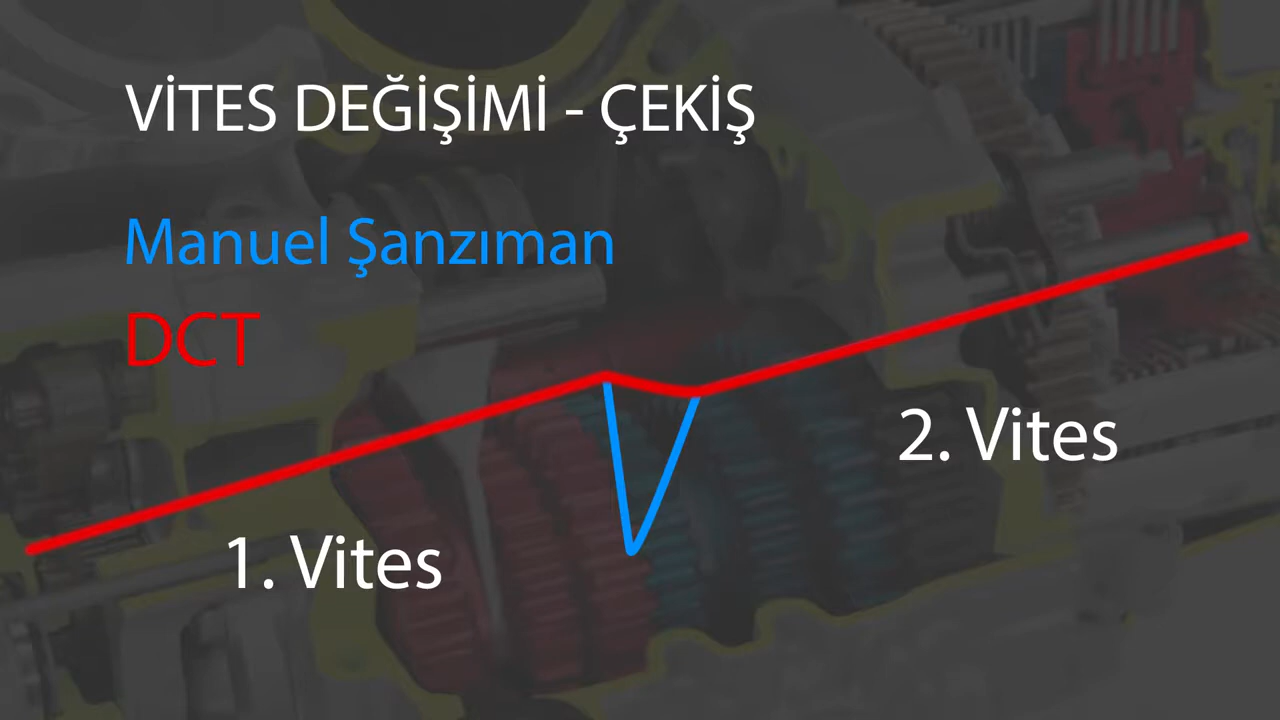 VİTES DEĞİŞİMİ - ÇEKİŞ
Manuel Şanzıman
DCT
2. Vites
1. Vites